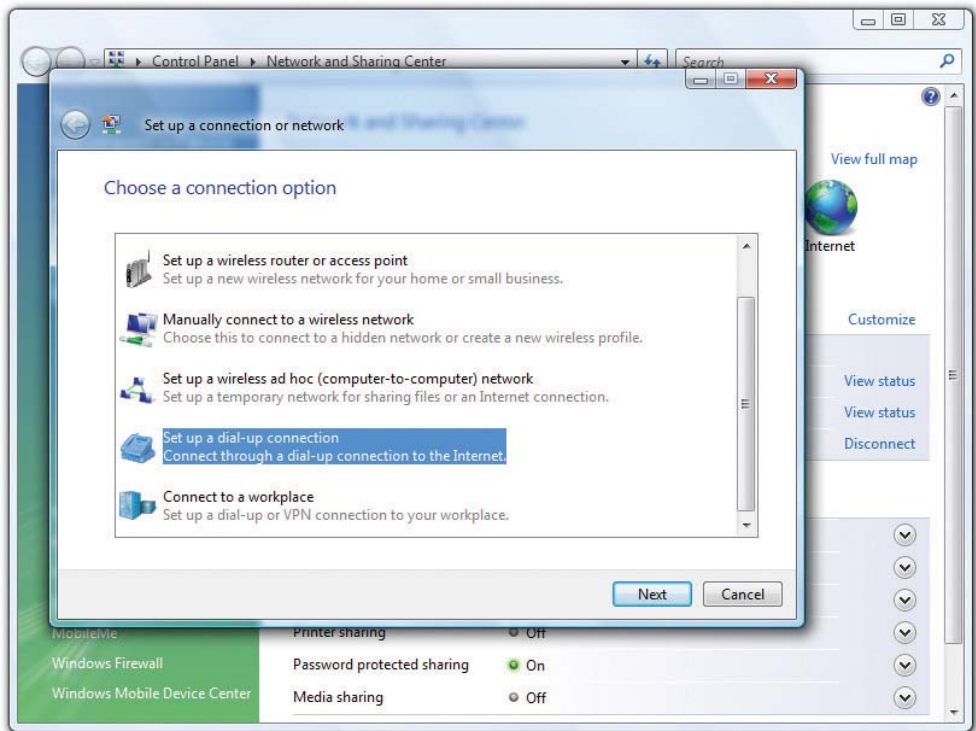 Control Panel Network and Sharing Center
Search
Set up a connection or network
View full map
Choose a connection option
Internet
Set up a wireless router or access point
Set up a new wireless network for your home or small business.
Manually connect to a wireless network
Choose this to connect to a hidden network or create a new wireless profile.
Customize
Set up a wireless ad hoc (computer-to-computer) network
Set up a temporary network for sharing files or an Internet connection.
View status
View status
Set up a dial-up connection
Connect through a dial-up connection to the Internet.
Disconnect
Connect to a workplace
Set up a dial-up or VPN connection to your workplace.
Next Cancel
MobileMe Printer sharing Off
Windows Firewall Password protected sharing On
Windows Mobile Device Center Media sharing Off